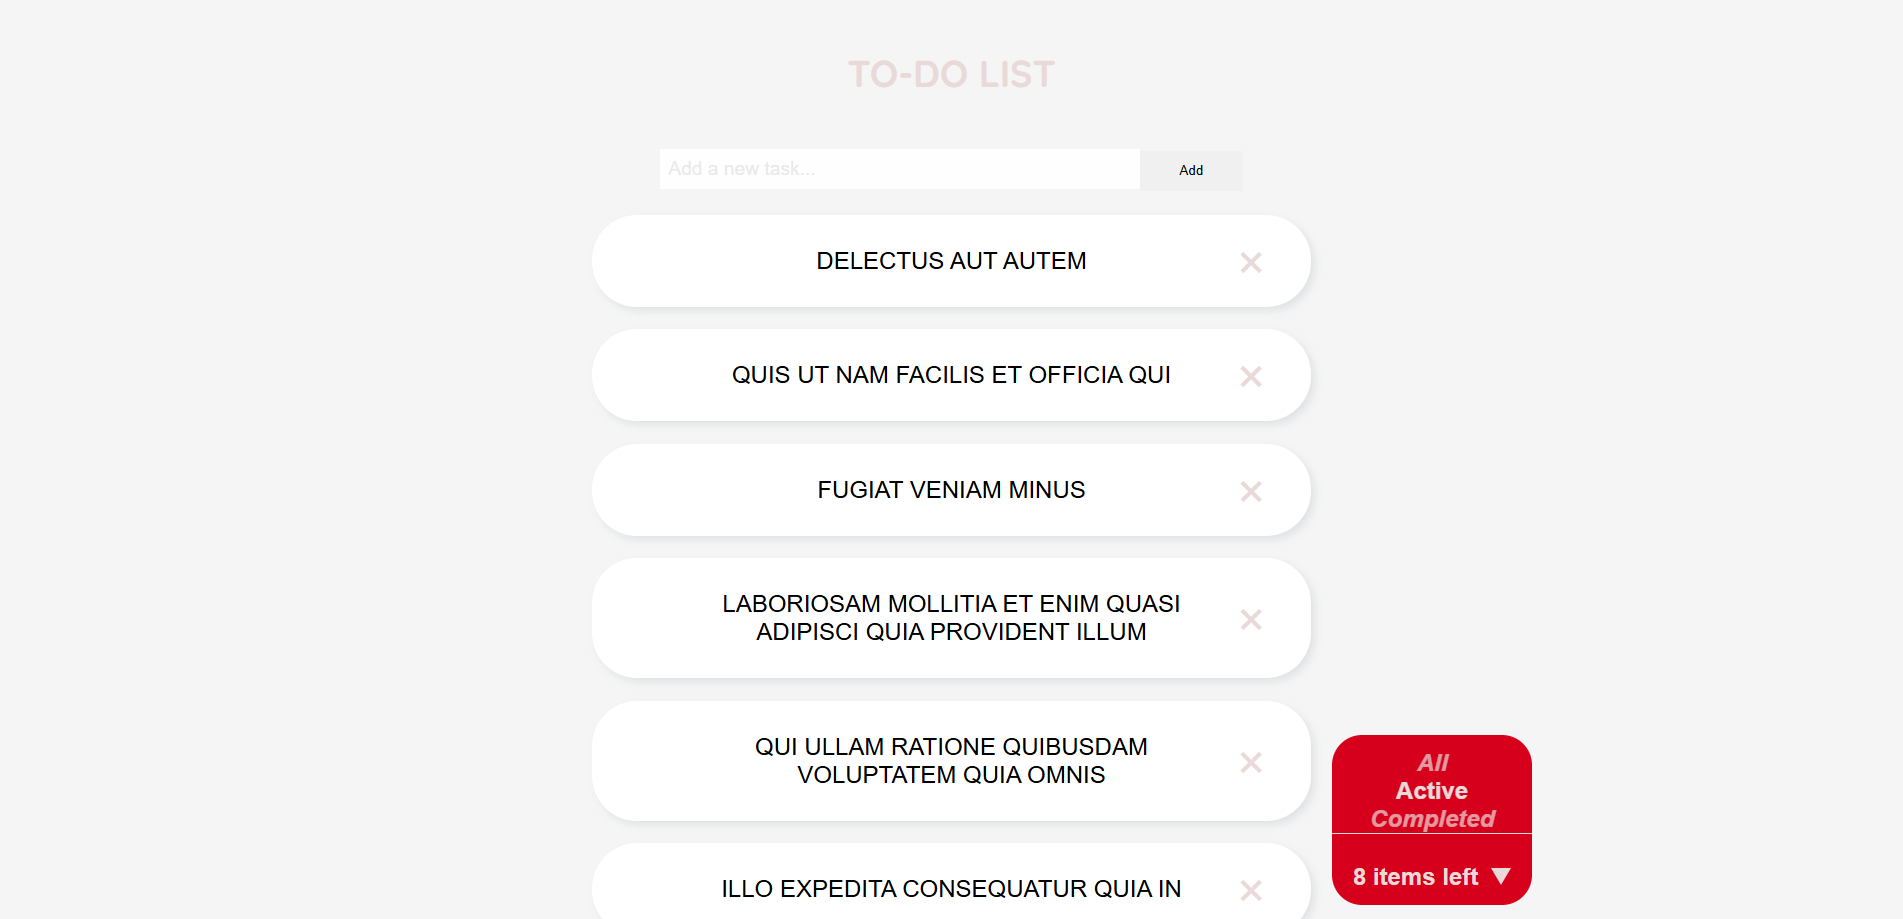 TO-DO LIST
Add a new task...
Add
DELECTUS AUT AUTEM
QUIS UT NAM FACILIS ET OFFICIA QUI
FUGIAT VENIAM MINUS
LABORIOSAM MOLLITIA ET ENIM QUASI
ADIPISCI QUIA PROVIDENT ILLUM
QUI ULLAM RATIONE QUIBUSDAM
VOLUPTATEM QUIA OMNIS
ILLO EXPEDITA CONSEQUATUR QUIA IN
All
Active
Completed
8 items left